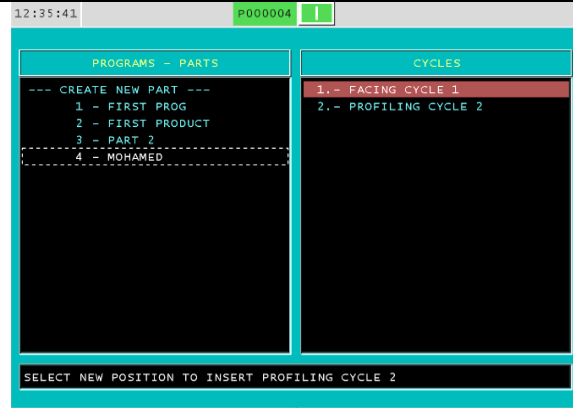 12:35:41 P000004
PROGRAMS - PARTS
--- CREATE NEW PART ---
1 - FIRST PROG
2 - FIRST PRODUCT
3 - PART 2
4 - MOHAMED
CYCLES
1.- FACING CYCLE 1
2.- PROFILING CYCLE 2
SELECT NEW POSITION TO INSERT PROFILING CYCLE 2